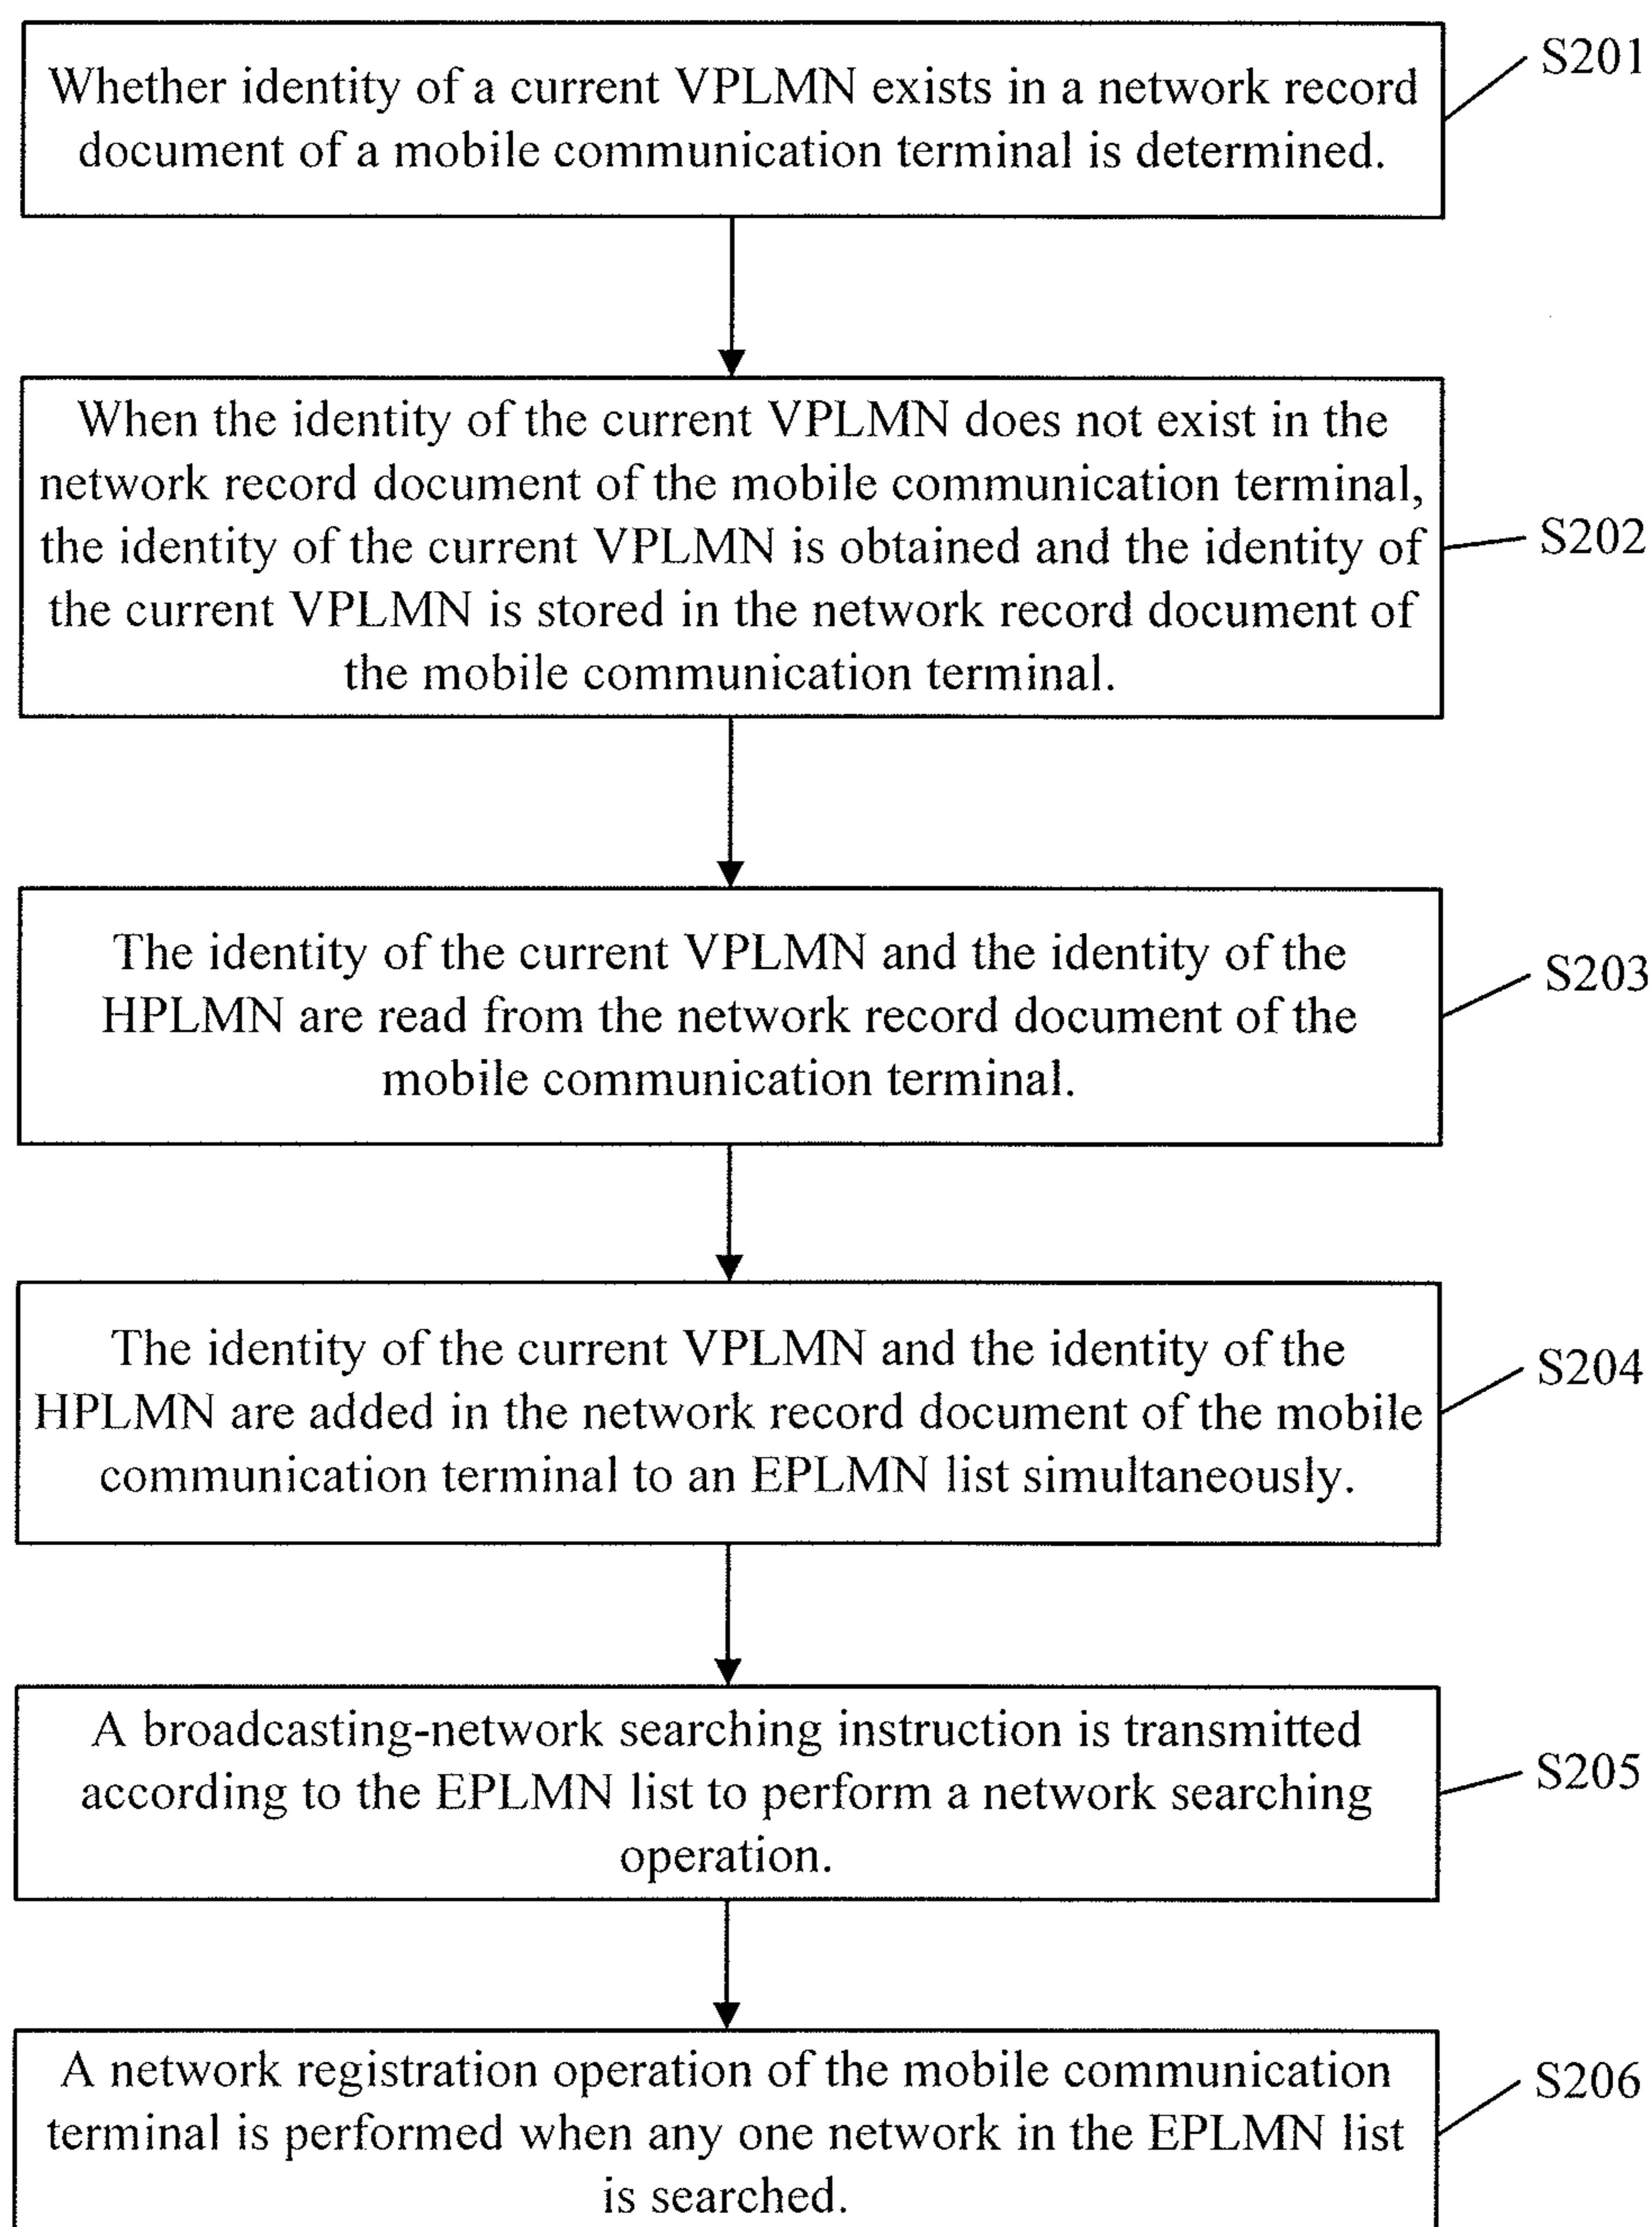 Whether identity of a current VPLMN exists in a network record
document of a mobile communication terminal is determined.
S201
When the identity of the current VPLMN does not exist in the
network record document of the mobile communication terminal,
the identity of the current VPLMN is obtained and the identity of
the current VPLMN is stored in the network record document of
the mobile communication terminal.
S202
The identity of the current VPLMN and the identity of the
HPLMN are read from the network record document of the
mobile communication terminal.
S203
The identity of the current VPLMN and the identity of the
HPLMN are added in the network record document of the mobile
communication terminal to an EPLMN list simultaneously.
S204
A broadcasting-network searching instruction is transmitted
according to the EPLMN list to perform a network searching
operation.
S205
A network registration operation of the mobile communication
terminal is performed when any one network in the EPLMN list
is searched.
S206